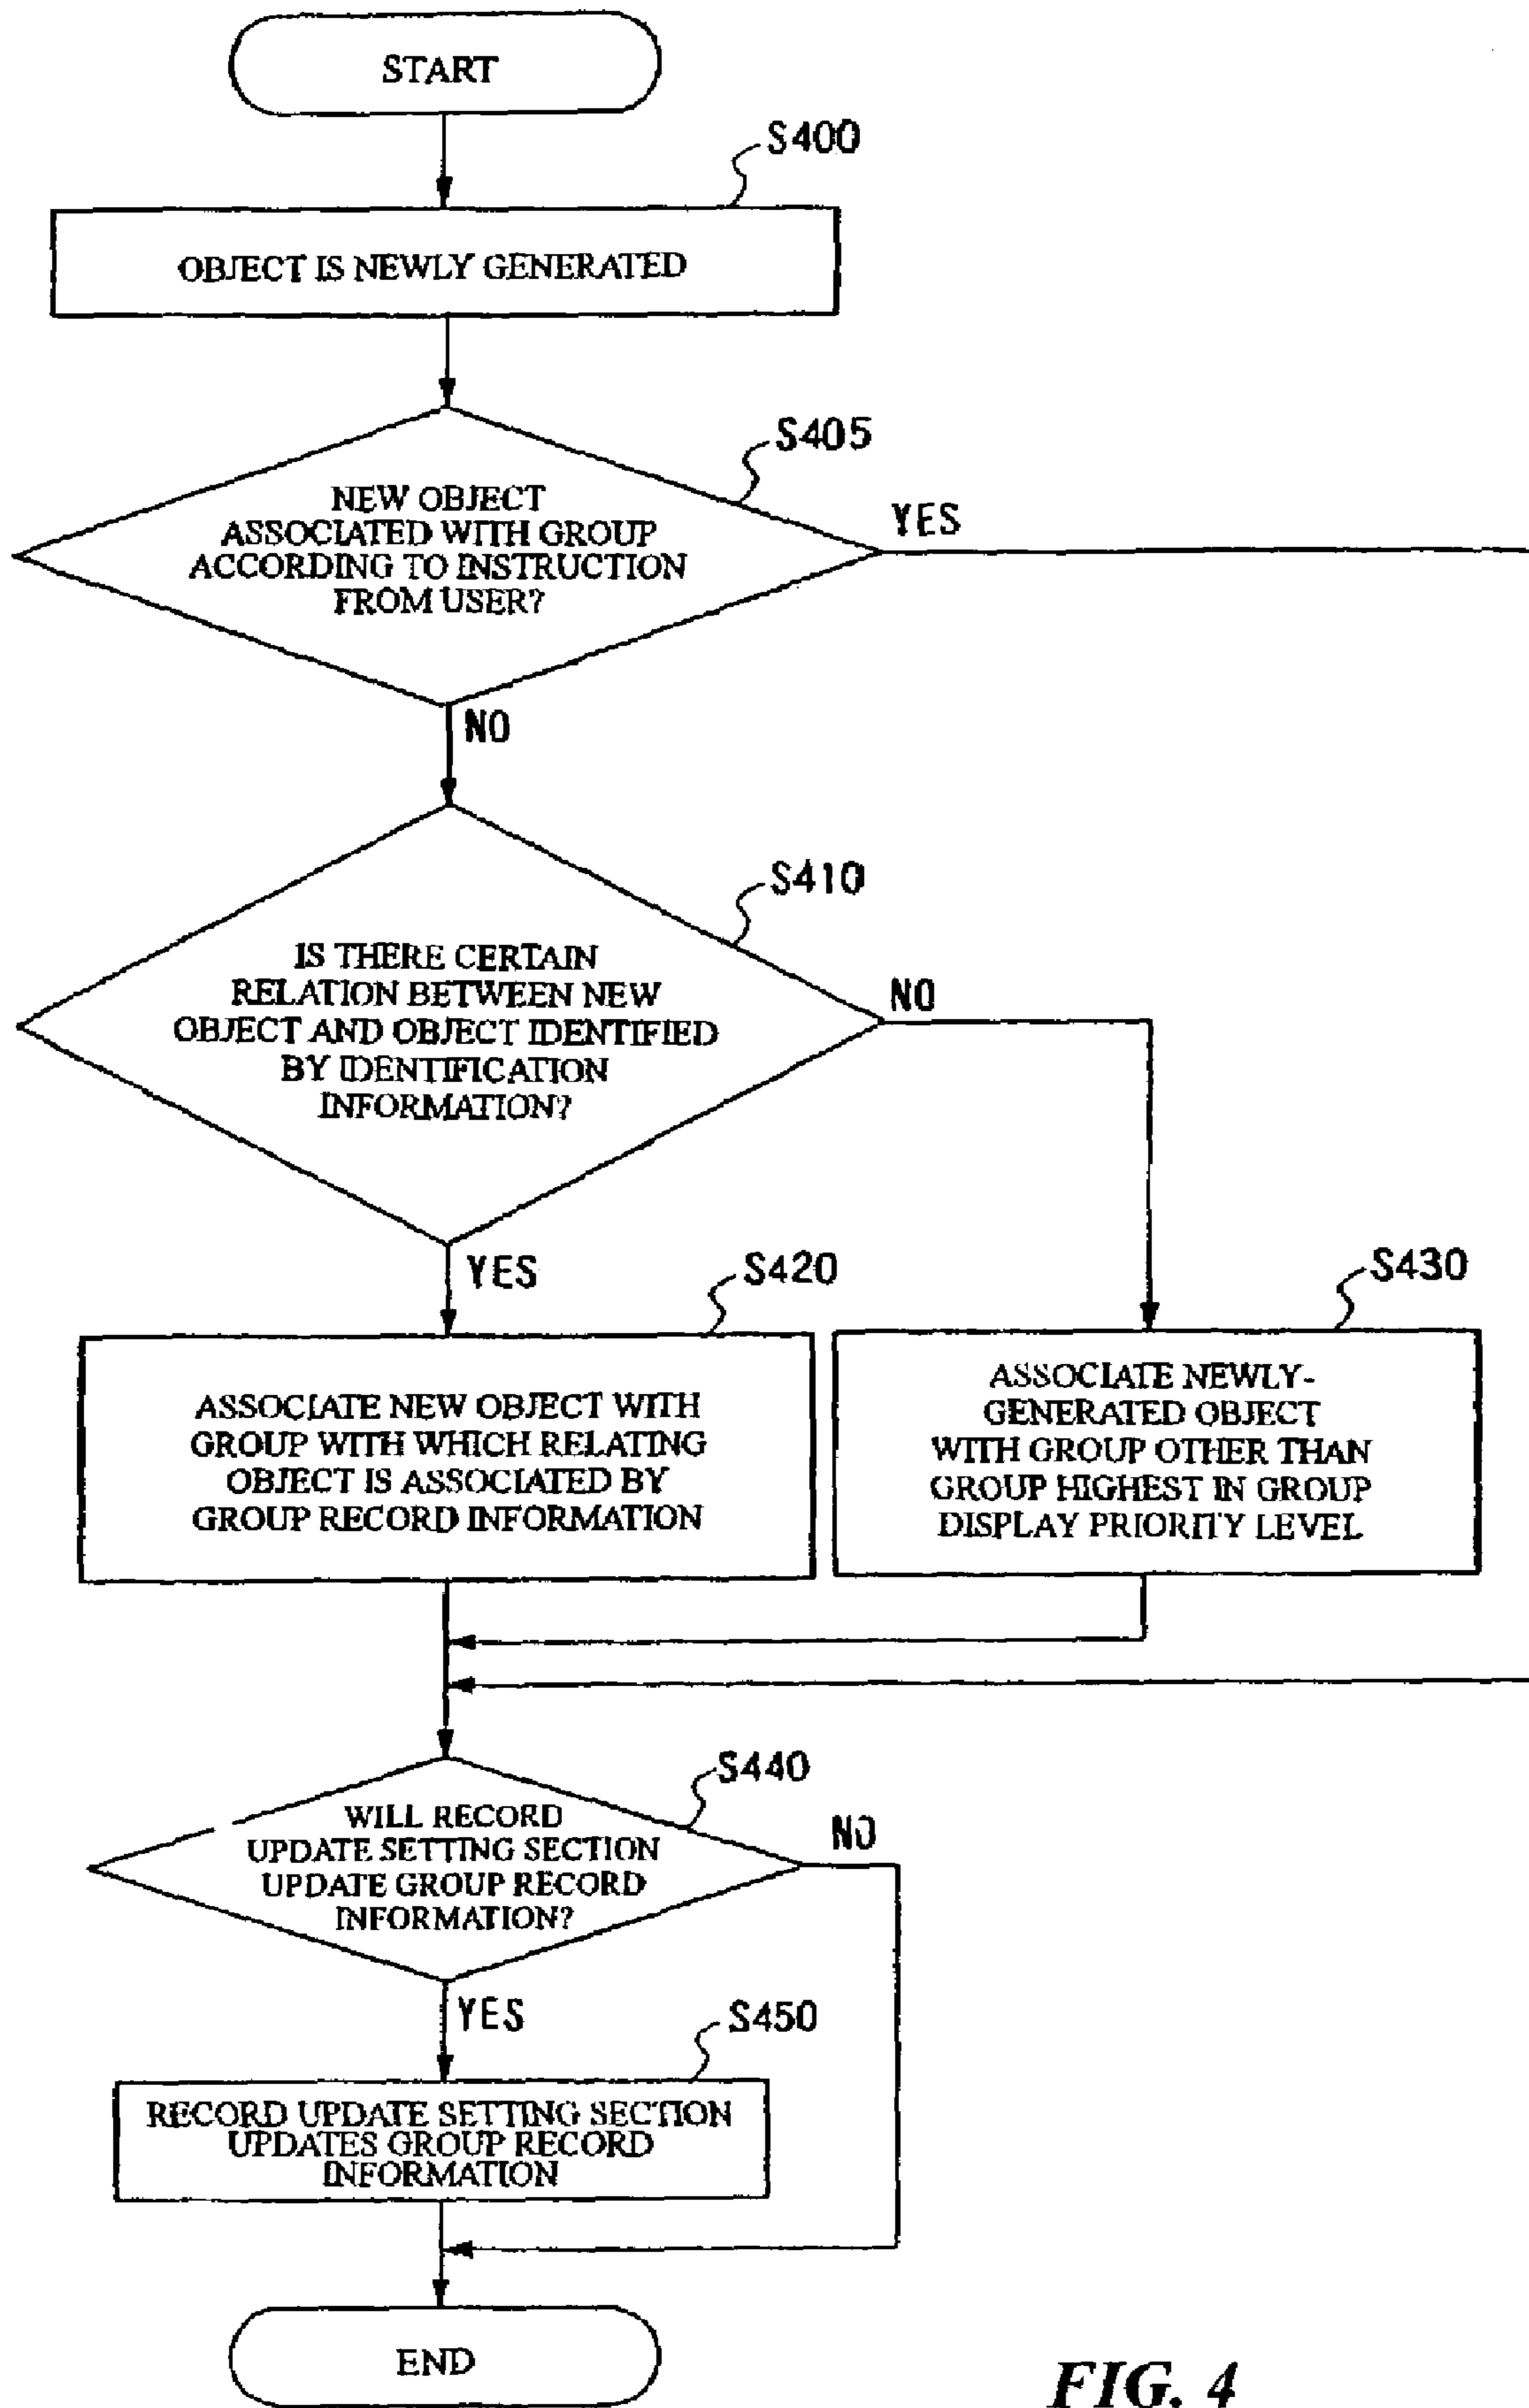 START
S400
OBJECT IS NEWLY GENERATED
S405
NEW OBJECT
ASSOCIATED WITH GROUP
ACCORDING TO INSTRUCTION
FROM USER?
YES
NO
S410
IS THERE CERTAIN
RELATION BETWEEN NEW
OBJECT AND OBJECT IDENTIFIED
BY IDENTIFICATION
INFORMATION?
NO
YES
S420
ASSOCIATE NEW OBJECT WITH
GROUP WITH WHICH RELATING
OBJECT IS ASSOCIATED BY
GROUP RECORD INFORMATION
S430
ASSOCIATE NEWLY-
GENERATED OBJECT
WITH GROUP OTHER THAN
GROUP HIGHEST IN GROUP
DISPLAY PRIORITY LEVEL
S440
WILL RECORD
UPDATE SETTING SECTION
UPDATE GROUP RECORD
INFORMATION?
NO
YES
S450
RECORD UPDATE SETTING SECTION
UPDATES GROUP RECORD
INFORMATION
END
FIG. 4